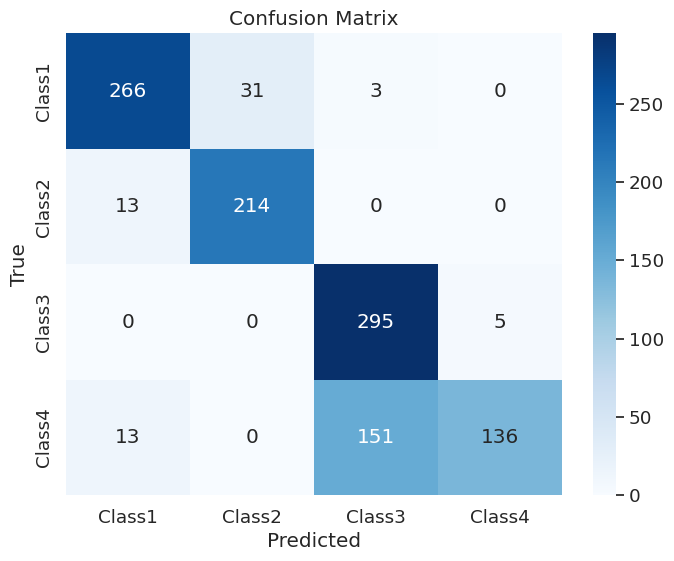 Confusion Matrix
Class1
266
31
3
0
Class2
13
214
0
0
Class3
0
0
295
5
Class4
13
0
151
136
True
Class1
Class2
Class3
Class4
Predicted
250
200
150
100
50
0